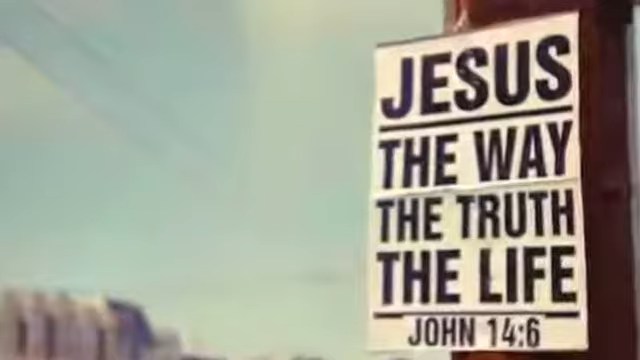 JESUS
THE WAY
THE TRUTH
THE LIFE
JOHN 14:6